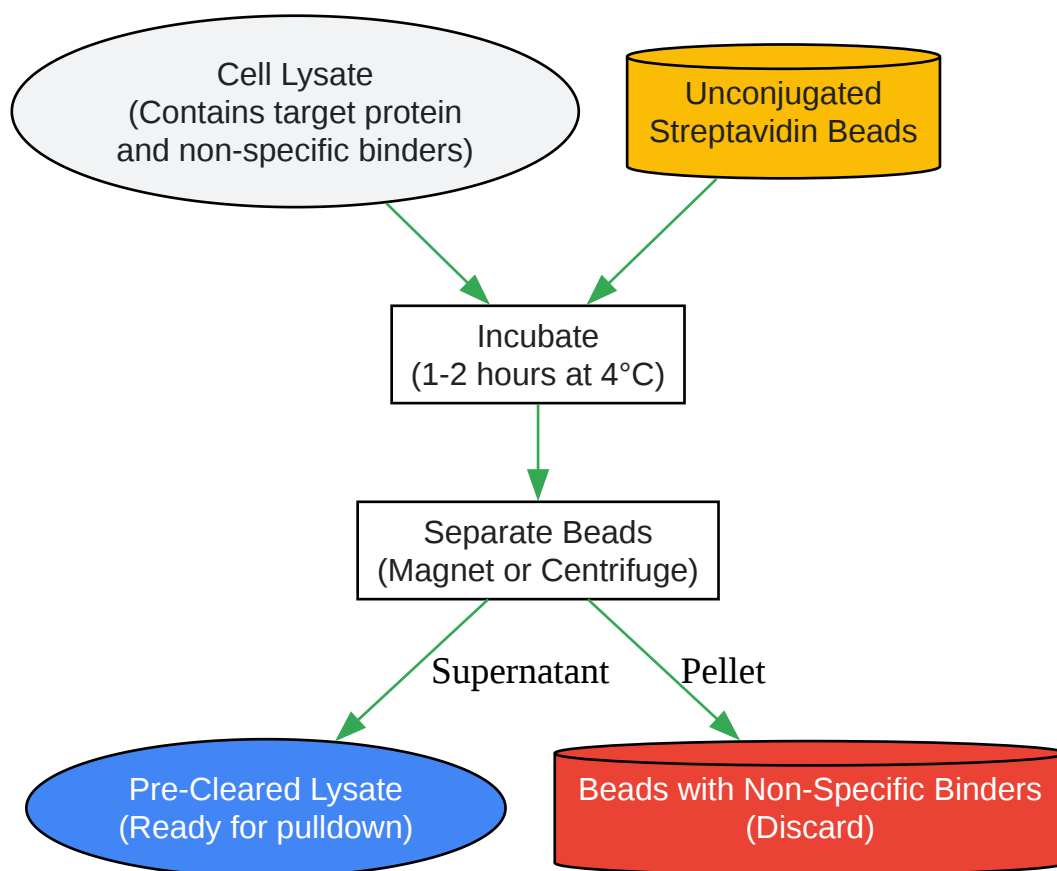 Cell Lysate
(Contains target protein
and non-specific binders)
Unconjugated
Streptavidin Beads
Incubate
(1-2 hours at 4°C)
Separate Beads
(Magnet or Centrifuge)
Supernatant
Pellet
Pre-Cleared Lysate
(Ready for pulldown)
Beads with Non-Specific Binders
(Discard)